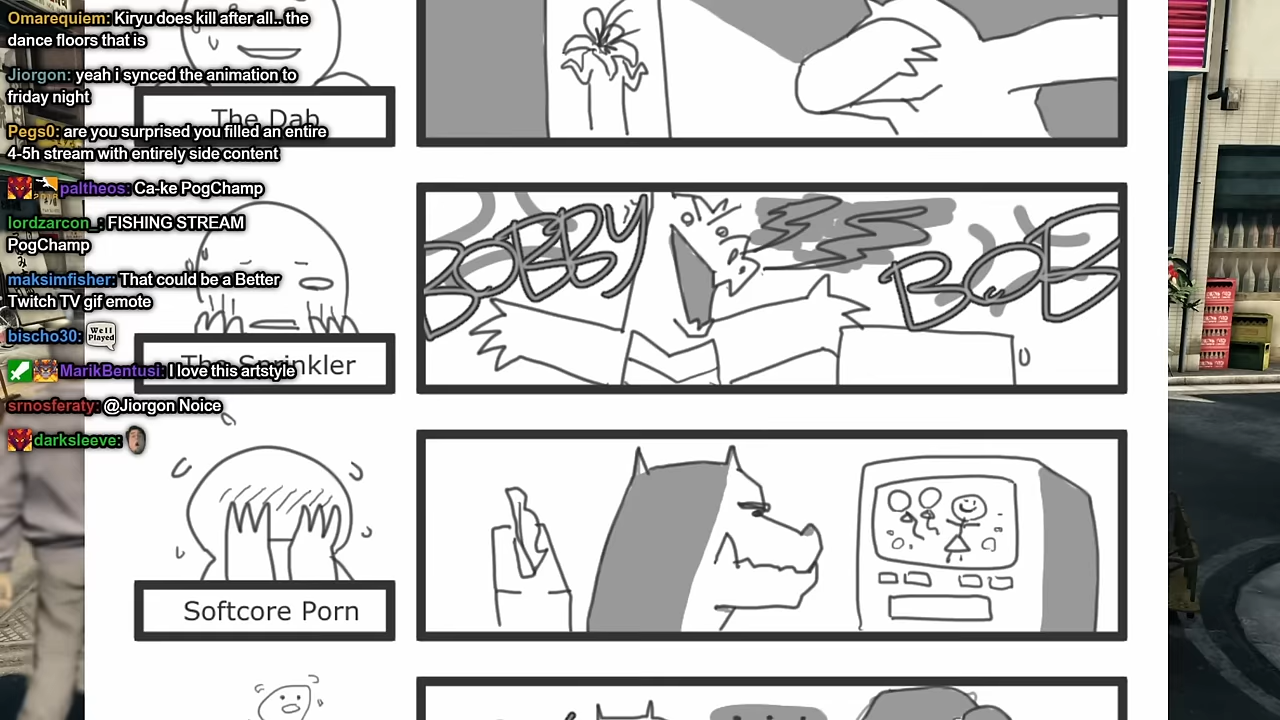 Omarequiem: Kiryu does kill after all.. the
dance floors that is
Jiorgon: yeah i synced the animation to
friday night
Pegs0: are you surprised you filled an entire
4-5h stream with entirely side content
paltheos: Ca-ke PogChamp
lordzarcon_: FISHING STREAM
PogChamp
maksimfisher: That could be a Better
Twitch TV gif emote
bischo30: Well
Played
MarikBentusi: I love this artstyle
srnosferaty: @Jiorgon Noice
darksleeve:
The Dab
The Sprinkler
BOBBY
BOB
Softcore Porn